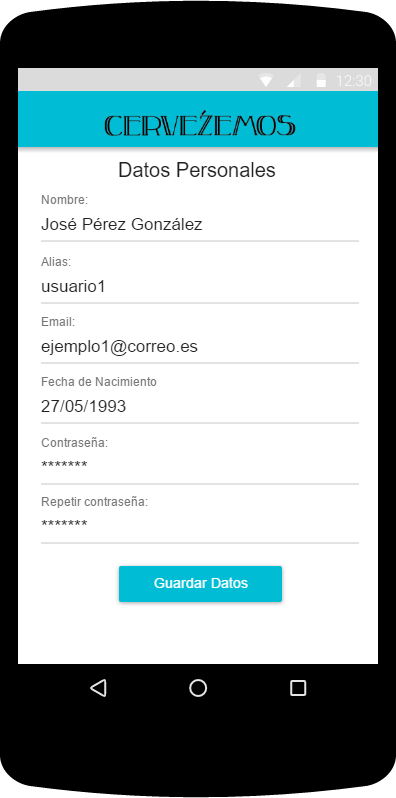 12:30
CERVEŹEMOS
Datos Personales
Nombre:
José Pérez González
Alias:
usuario1
Email:
ejemplo1@correo.es
Fecha de Nacimiento
27/05/1993
Contraseña:
*******
Repetir contraseña:
*******
Guardar Datos